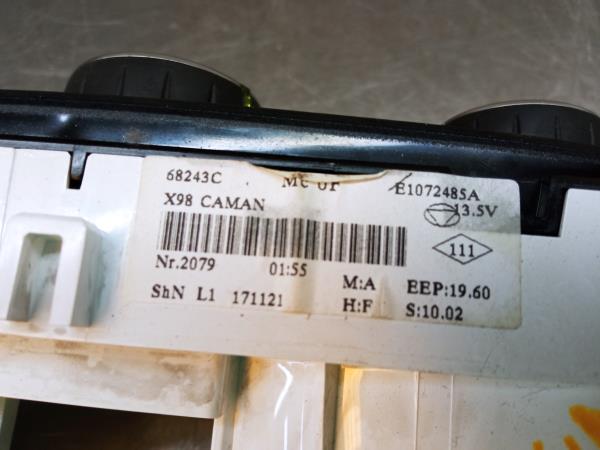 68243C E1072485A
X98 CAMAN 13.5V
111
Nr.2079 01:55 M:A EEP:19.60
ShN L1 171121 H:F S:10.02